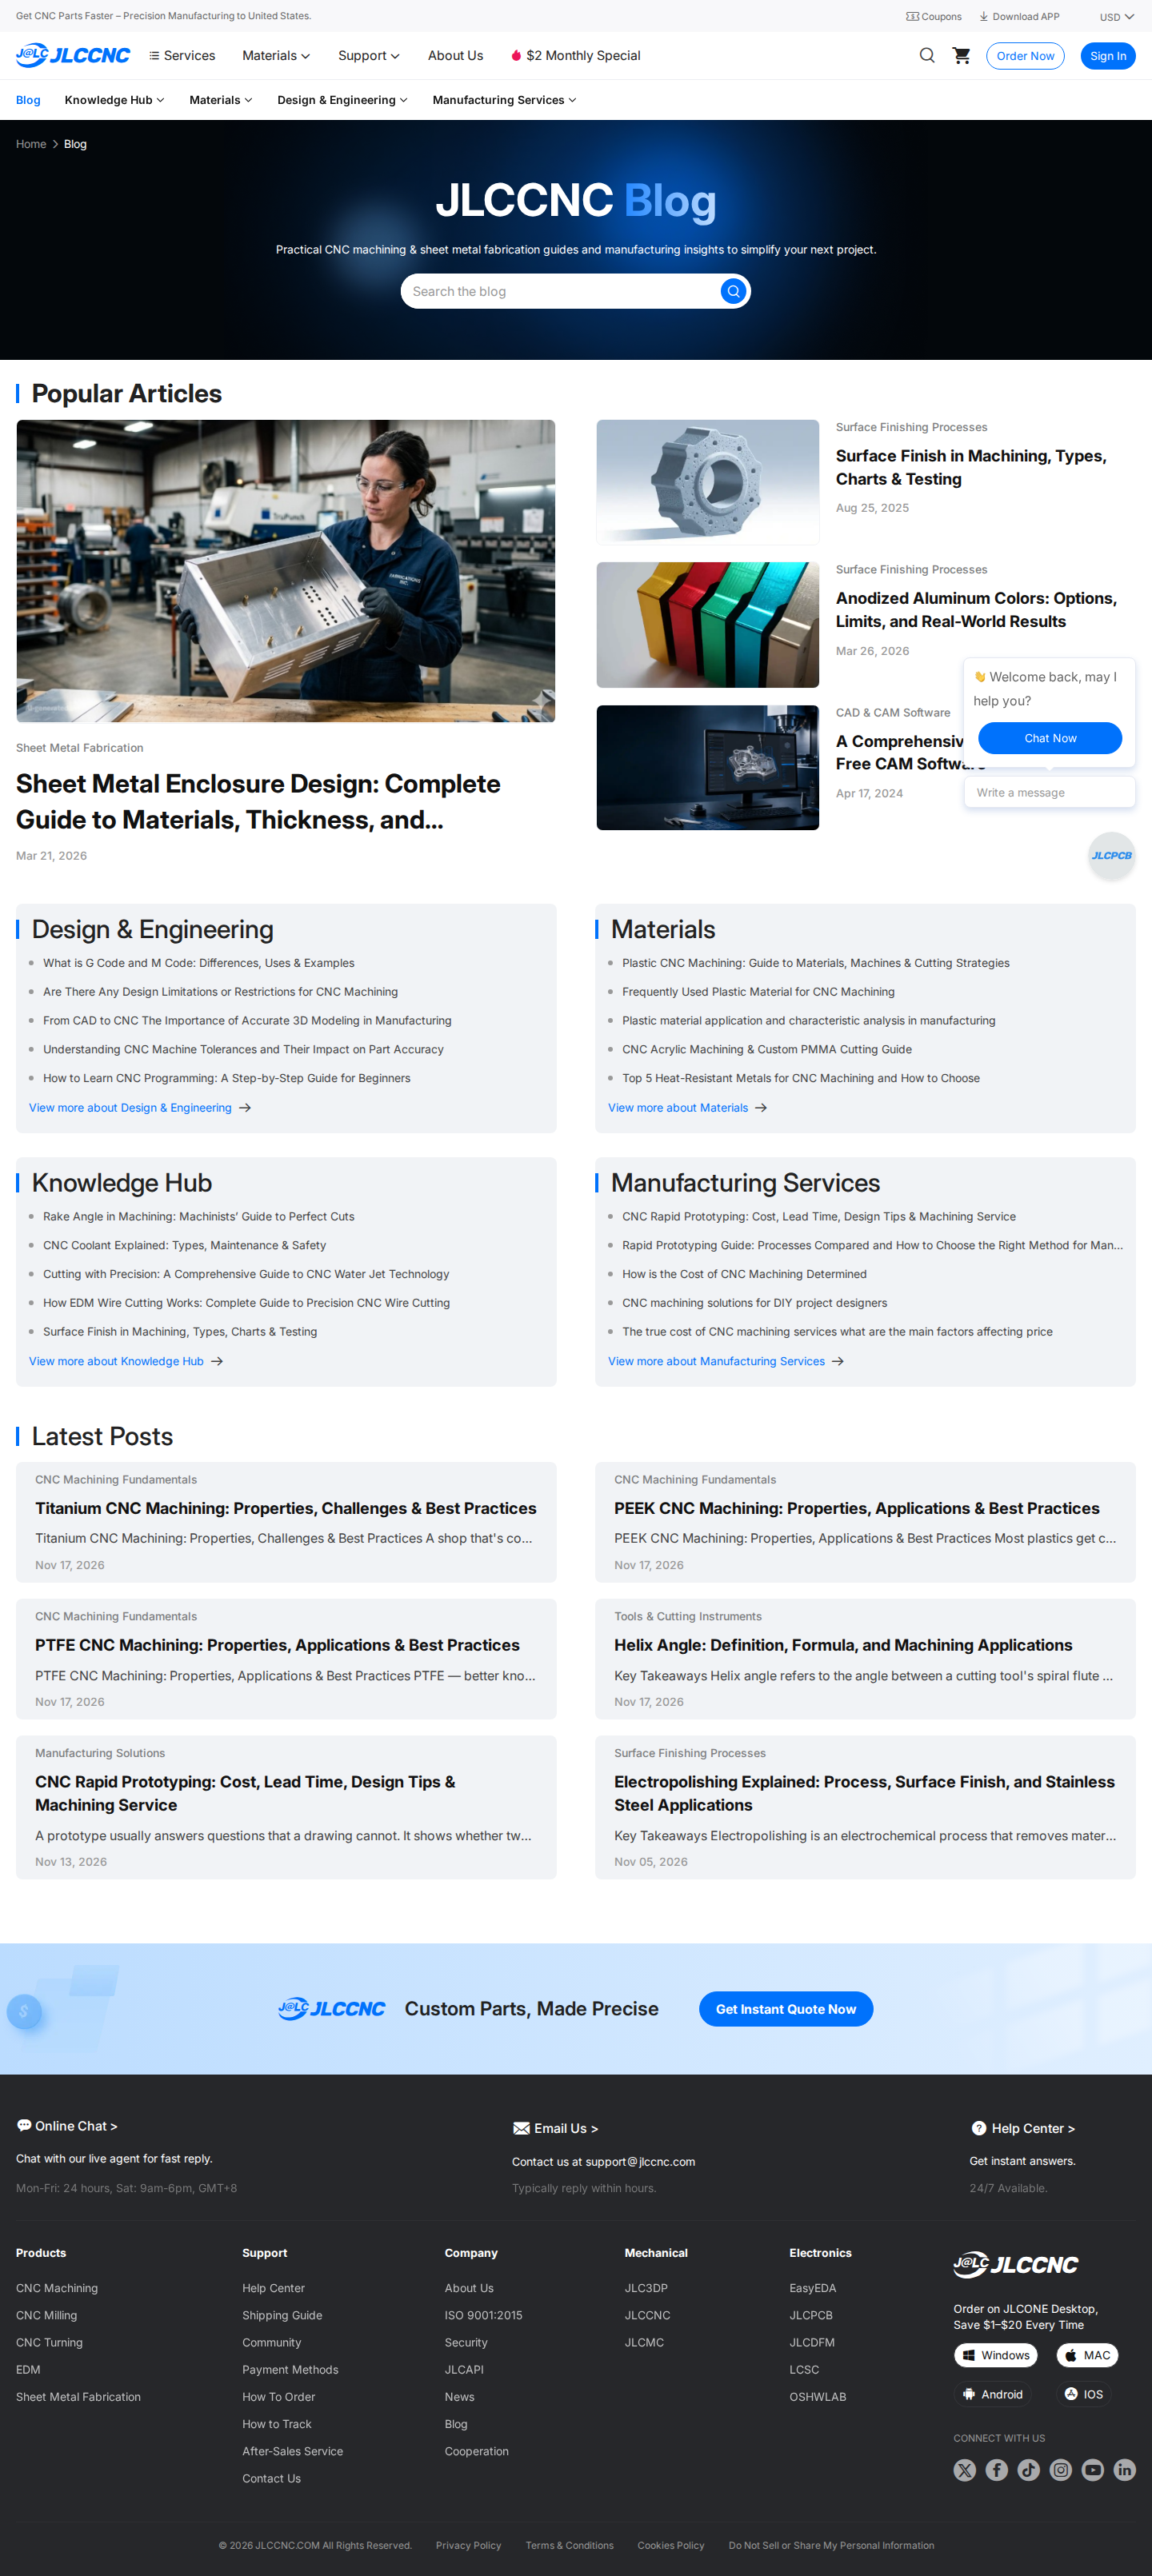 Get CNC Parts Faster – Precision Manufacturing to United States.
Coupons
Download APP
USD
J@LC JLCCNC
Services
Materials
Support
About Us
$2 Monthly Special
Order Now
Sign In
Blog
Knowledge Hub
Materials
Design & Engineering
Manufacturing Services
Home
Blog
JLCCNC Blog
Practical CNC machining & sheet metal fabrication guides and manufacturing insights to simplify your next project.
Search the blog
Popular Articles
TruPunch
FABRICATIONS INC.
Sheet Metal Fabrication
Sheet Metal Enclosure Design: Complete
Guide to Materials, Thickness, and...
Mar 21, 2026
Surface Finishing Processes
Surface Finish in Machining, Types,
Charts & Testing
Aug 25, 2025
Surface Finishing Processes
Anodized Aluminum Colors: Options,
Limits, and Real-World Results
Mar 26, 2026
CAD & CAM Software
A Comprehensiv
Free CAM Software
Apr 17, 2024
👋 Welcome back, may I
help you?
Chat Now
Write a message
JLCPCB
Design & Engineering
What is G Code and M Code: Differences, Uses & Examples
Are There Any Design Limitations or Restrictions for CNC Machining
From CAD to CNC The Importance of Accurate 3D Modeling in Manufacturing
Understanding CNC Machine Tolerances and Their Impact on Part Accuracy
How to Learn CNC Programming: A Step-by-Step Guide for Beginners
View more about Design & Engineering
Materials
Plastic CNC Machining: Guide to Materials, Machines & Cutting Strategies
Frequently Used Plastic Material for CNC Machining
Plastic material application and characteristic analysis in manufacturing
CNC Acrylic Machining & Custom PMMA Cutting Guide
Top 5 Heat-Resistant Metals for CNC Machining and How to Choose
View more about Materials
Knowledge Hub
Rake Angle in Machining: Machinists' Guide to Perfect Cuts
CNC Coolant Explained: Types, Maintenance & Safety
Cutting with Precision: A Comprehensive Guide to CNC Water Jet Technology
How EDM Wire Cutting Works: Complete Guide to Precision CNC Wire Cutting
Surface Finish in Machining, Types, Charts & Testing
View more about Knowledge Hub
Manufacturing Services
CNC Rapid Prototyping: Cost, Lead Time, Design Tips & Machining Service
Rapid Prototyping Guide: Processes Compared and How to Choose the Right Method for Man...
How is the Cost of CNC Machining Determined
CNC machining solutions for DIY project designers
The true cost of CNC machining services what are the main factors affecting price
View more about Manufacturing Services
Latest Posts
CNC Machining Fundamentals
Titanium CNC Machining: Properties, Challenges & Best Practices
Titanium CNC Machining: Properties, Challenges & Best Practices A shop that's co...
Nov 17, 2026
CNC Machining Fundamentals
PEEK CNC Machining: Properties, Applications & Best Practices
PEEK CNC Machining: Properties, Applications & Best Practices Most plastics get c...
Nov 17, 2026
CNC Machining Fundamentals
PTFE CNC Machining: Properties, Applications & Best Practices
PTFE CNC Machining: Properties, Applications & Best Practices PTFE — better kno...
Nov 17, 2026
Tools & Cutting Instruments
Helix Angle: Definition, Formula, and Machining Applications
Key Takeaways Helix angle refers to the angle between a cutting tool's spiral flute ...
Nov 17, 2026
Manufacturing Solutions
CNC Rapid Prototyping: Cost, Lead Time, Design Tips &
Machining Service
A prototype usually answers questions that a drawing cannot. It shows whether tw...
Nov 13, 2026
Surface Finishing Processes
Electropolishing Explained: Process, Surface Finish, and Stainless
Steel Applications
Key Takeaways Electropolishing is an electrochemical process that removes mater...
Nov 05, 2026
$
J@LC JLCCNC
Custom Parts, Made Precise
Get Instant Quote Now
Online Chat >
Chat with our live agent for fast reply.
Mon-Fri: 24 hours, Sat: 9am-6pm, GMT+8
Email Us >
Contact us at support@jlccnc.com
Typically reply within hours.
Help Center >
Get instant answers.
24/7 Available.
Products
CNC Machining
CNC Milling
CNC Turning
EDM
Sheet Metal Fabrication
Support
Help Center
Shipping Guide
Community
Payment Methods
How To Order
How to Track
After-Sales Service
Contact Us
Company
About Us
ISO 9001:2015
Security
JLCAPI
News
Blog
Cooperation
Mechanical
JLC3DP
JLCCNC
JLCMC
Electronics
EasyEDA
JLCPCB
JLCDFM
LCSC
OSHWLAB
J@LC JLCCNC
Order on JLCONE Desktop,
Save $1–$20 Every Time
Windows
MAC
Android
IOS
CONNECT WITH US
© 2026 JLCCNC.COM All Rights Reserved.
Privacy Policy
Terms & Conditions
Cookies Policy
Do Not Sell or Share My Personal Information